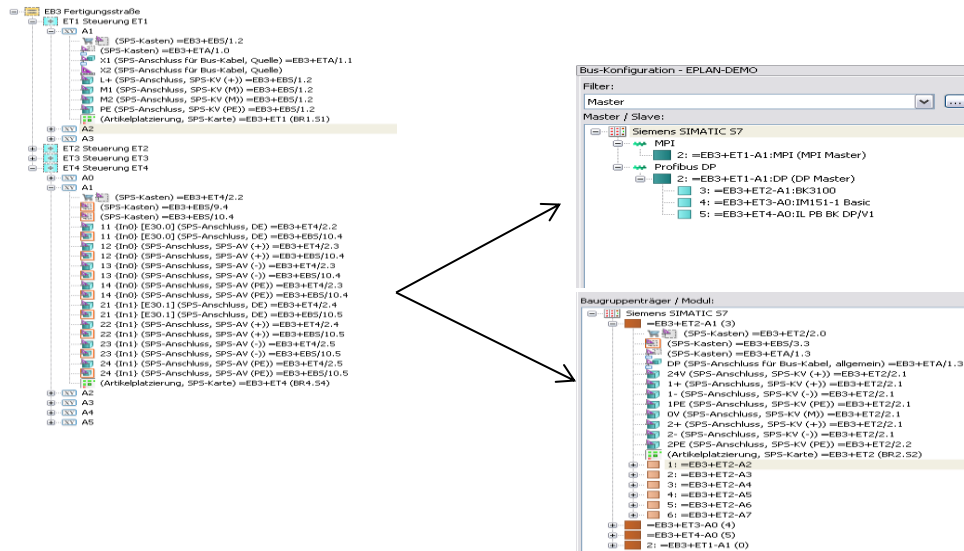 EB3 Fertigungsstraße
ET1 Steuerung ET1
A1
(SPS-Kasten) =EB3+EBS/1.2
(SPS-Kasten) =EB3+ETA/1.0
X1 (SPS-Anschluss für Bus-Kabel, Quelle) =EB3+ETA/1.1
X2 (SPS-Anschluss für Bus-Kabel, Quelle)
L+ (SPS-Anschluss, SPS-KV (+)) =EB3+EBS/1.2
M1 (SPS-Anschluss, SPS-KV (M)) =EB3+EBS/1.2
M2 (SPS-Anschluss, SPS-KV (M)) =EB3+EBS/1.2
PE (SPS-Anschluss, SPS-KV (PE)) =EB3+EBS/1.2
(Artikelplatzierung, SPS-Karte) =EB3+ET1 (BR1.S1)
A2
A3
ET2 Steuerung ET2
ET3 Steuerung ET3
ET4 Steuerung ET4
A0
A1
(SPS-Kasten) =EB3+ET4/2.2
(SPS-Kasten) =EB3+EBS/9.4
(SPS-Kasten) =EB3+EBS/10.4
11 {In0} [E30.0] (SPS-Anschluss, DE) =EB3+ET4/2.2
11 {In0} [E30.0] (SPS-Anschluss, DE) =EB3+EBS/10.4
12 {In0} (SPS-Anschluss, SPS-AV (+)) =EB3+ET4/2.3
12 {In0} (SPS-Anschluss, SPS-AV (+)) =EB3+EBS/10.4
13 {In0} (SPS-Anschluss, SPS-AV (-)) =EB3+ET4/2.3
13 {In0} (SPS-Anschluss, SPS-AV (-)) =EB3+EBS/10.4
14 {In0} (SPS-Anschluss, SPS-AV (PE)) =EB3+ET4/2.3
14 {In0} (SPS-Anschluss, SPS-AV (PE)) =EB3+EBS/10.4
21 {In1} [E30.1] (SPS-Anschluss, DE) =EB3+ET4/2.4
21 {In1} [E30.1] (SPS-Anschluss, DE) =EB3+EBS/10.5
22 {In1} (SPS-Anschluss, SPS-AV (+)) =EB3+ET4/2.4
22 {In1} (SPS-Anschluss, SPS-AV (+)) =EB3+EBS/10.5
23 {In1} (SPS-Anschluss, SPS-AV (-)) =EB3+ET4/2.5
23 {In1} (SPS-Anschluss, SPS-AV (-)) =EB3+EBS/10.5
24 {In1} (SPS-Anschluss, SPS-AV (PE)) =EB3+ET4/2.5
24 {In1} (SPS-Anschluss, SPS-AV (PE)) =EB3+EBS/10.5
(Artikelplatzierung, SPS-Karte) =EB3+ET4 (BR4.S4)
A2
A3
A4
A5
Bus-Konfiguration - EPLAN-DEMO
Filter:
Master
...
Master / Slave:
Siemens SIMATIC S7
MPI
2: =EB3+ET1-A1:MPI (MPI Master)
Profibus DP
2: =EB3+ET1-A1:DP (DP Master)
3: =EB3+ET2-A1:BK3100
4: =EB3+ET3-A0:IM151-1 Basic
5: =EB3+ET4-A0:IL PB BK DP/V1
Baugruppenträger / Modul:
Siemens SIMATIC S7
=EB3+ET2-A1 (3)
(SPS-Kasten) =EB3+ET2/2.0
(SPS-Kasten) =EB3+EBS/3.3
(SPS-Kasten) =EB3+ETA/1.3
DP (SPS-Anschluss für Bus-Kabel, allgemein) =EB3+ETA/1.3
24V (SPS-Anschluss, SPS-KV (+)) =EB3+ET2/2.1
1+ (SPS-Anschluss, SPS-KV (+)) =EB3+ET2/2.1
1- (SPS-Anschluss, SPS-KV (-)) =EB3+ET2/2.1
1PE (SPS-Anschluss, SPS-KV (PE)) =EB3+ET2/2.1
0V (SPS-Anschluss, SPS-KV (M)) =EB3+ET2/2.1
2+ (SPS-Anschluss, SPS-KV (+)) =EB3+ET2/2.1
2- (SPS-Anschluss, SPS-KV (-)) =EB3+ET2/2.1
2PE (SPS-Anschluss, SPS-KV (PE)) =EB3+ET2/2.2
(Artikelplatzierung, SPS-Karte) =EB3+ET2 (BR2.S2)
1: =EB3+ET2-A2
2: =EB3+ET2-A3
3: =EB3+ET2-A4
4: =EB3+ET2-A5
5: =EB3+ET2-A6
6: =EB3+ET2-A7
=EB3+ET3-A0 (4)
=EB3+ET4-A0 (5)
2: =EB3+ET1-A1 (0)